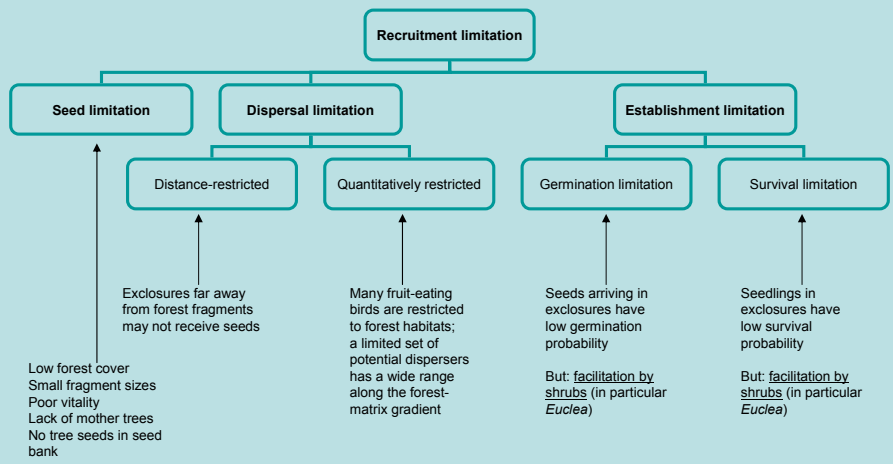 Recruitment limitation
Seed limitation
Dispersal limitation
Establishment limitation
Distance-restricted
Quantitatively restricted
Germination limitation
Survival limitation
Exclosures far away
from forest fragments
may not receive seeds
Many fruit-eating
birds are restricted
to forest habitats;
a limited set of
potential dispersers
has a wide range
along the forest-
matrix gradient
Seeds arriving in
exclosures have
low germination
probability
But: facilitation by
shrubs (in particular
Euclea)
Seedlings in
exclosures have
low survival
probability
But: facilitation by
shrubs (in particular
Euclea)
Low forest cover
Small fragment sizes
Poor vitality
Lack of mother trees
No tree seeds in seed
bank